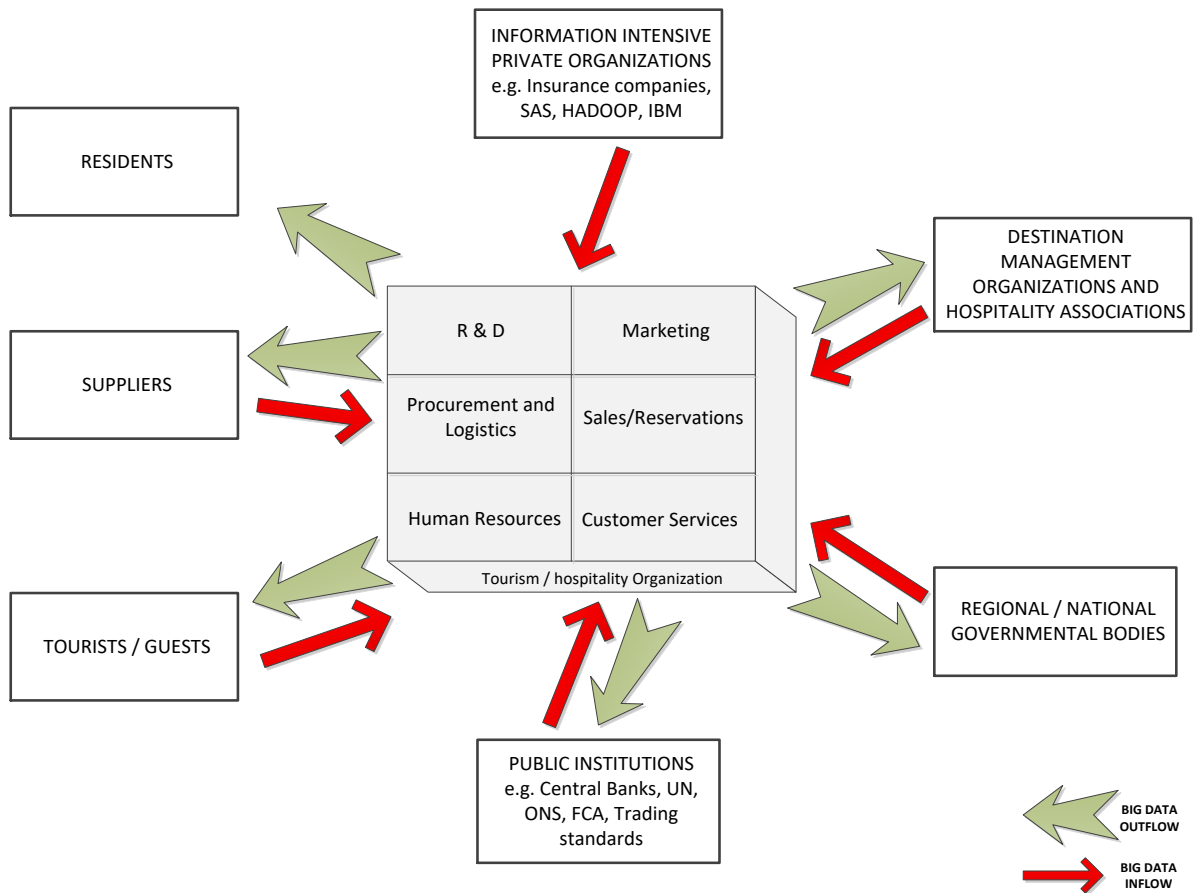 INFORMATION INTENSIVE
PRIVATE ORGANIZATIONS
e.g. Insurance companies,
SAS, HADOOP, IBM
RESIDENTS
DESTINATION
MANAGEMENT
ORGANIZATIONS AND
HOSPITALITY ASSOCIATIONS
R & D
Marketing
SUPPLIERS
Procurement and
Logistics
Sales/Reservations
Human Resources
Customer Services
Tourism / hospitality Organization
TOURISTS / GUESTS
REGIONAL / NATIONAL
GOVERNMENTAL BODIES
PUBLIC INSTITUTIONS
e.g. Central Banks, UN,
ONS, FCA, Trading
standards
BIG DATA
OUTFLOW
BIG DATA
INFLOW